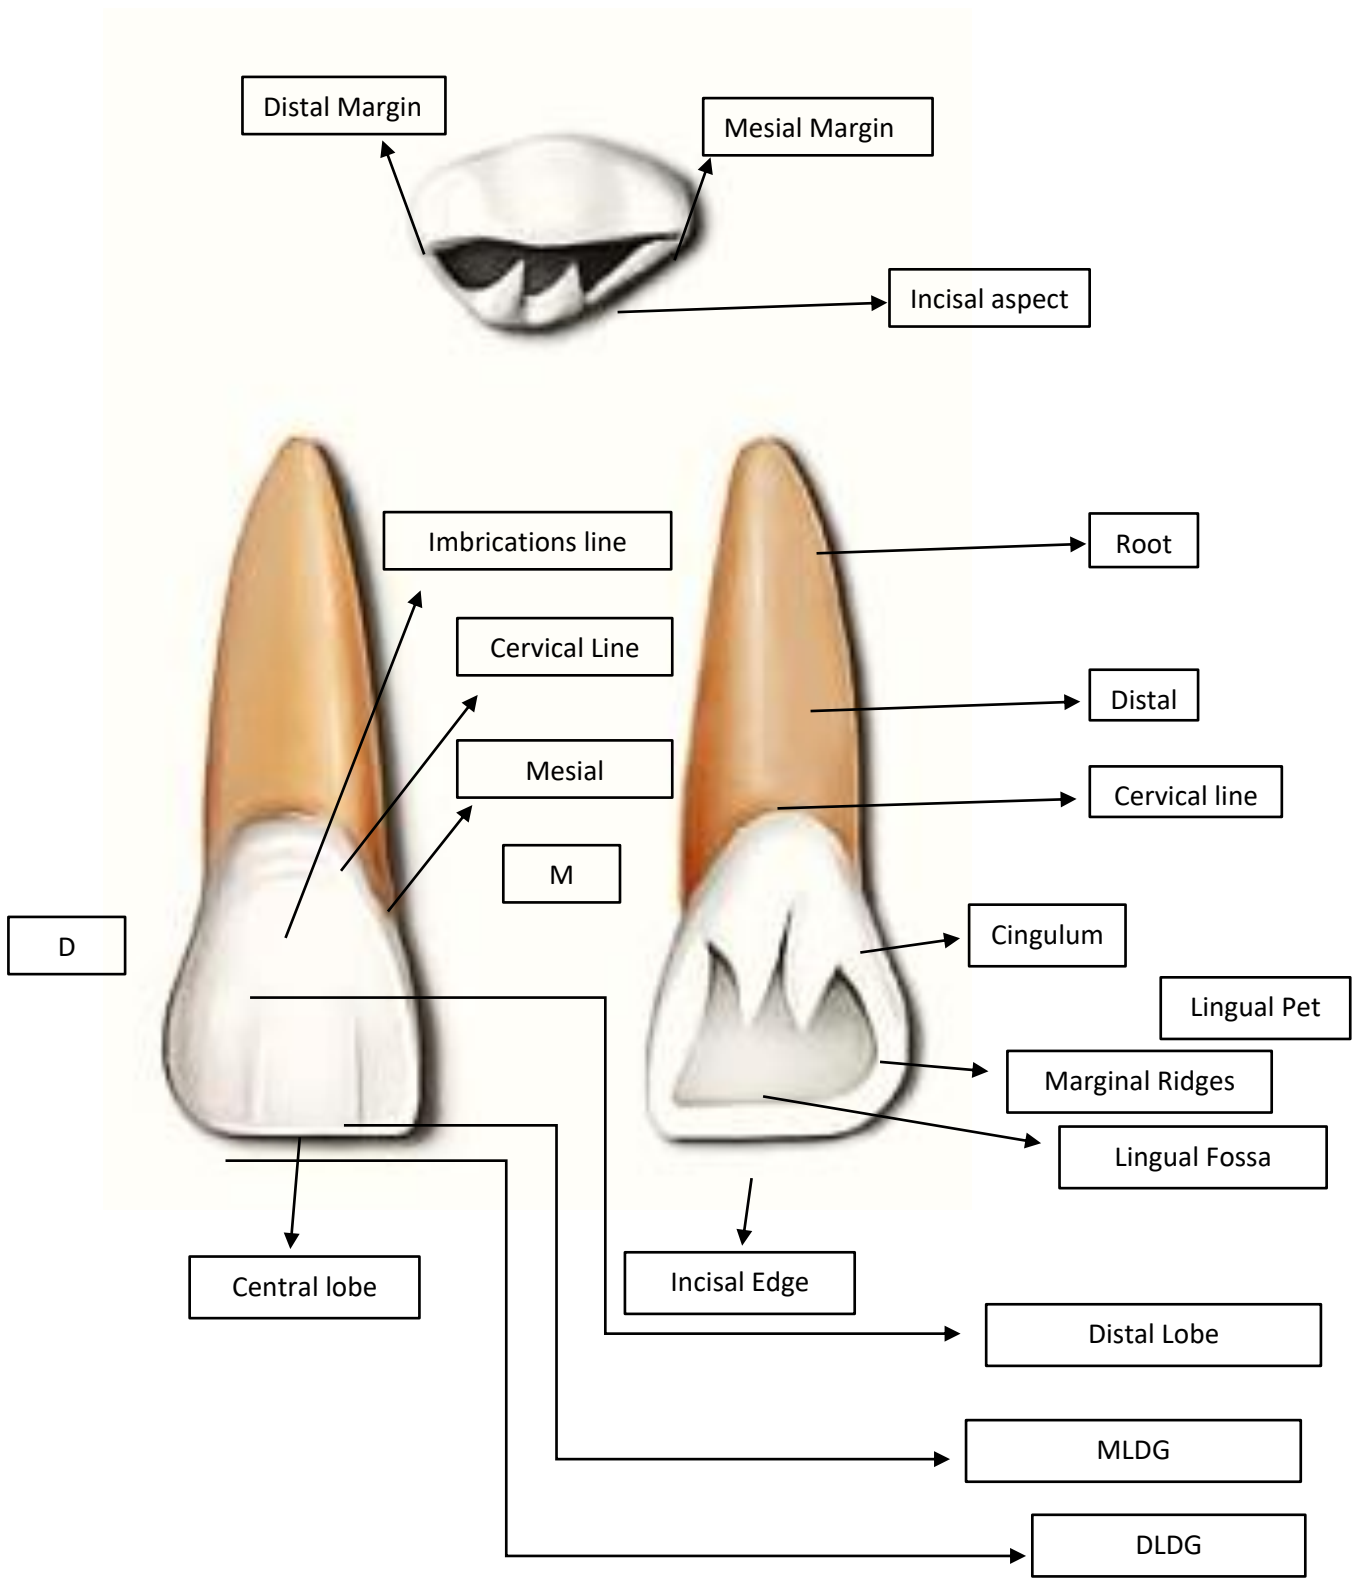 Distal Margin
Mesial Margin
Incisal aspect
Imbrications line
Root
Cervical Line
Distal
Mesial
Cervical line
M
D
Cingulum
Lingual Pet
Marginal Ridges
Lingual Fossa
Central lobe
Incisal Edge
Distal Lobe
MLDG
DLDG